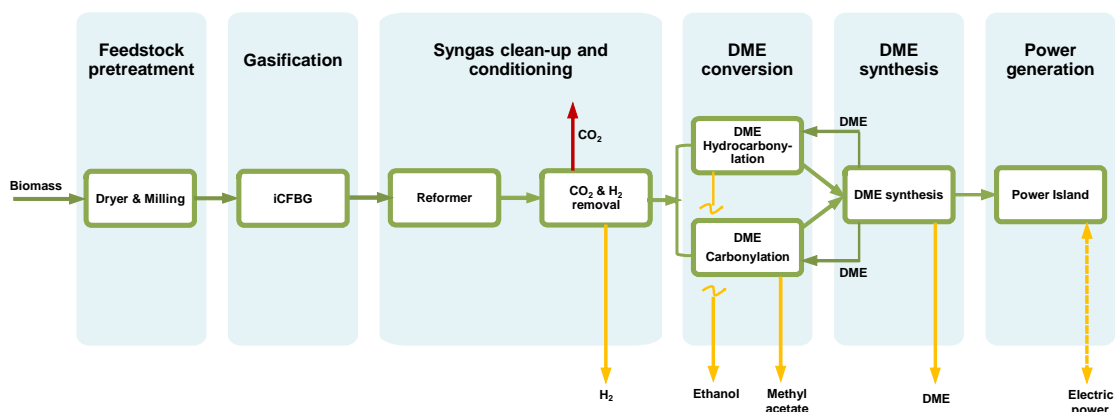 Feedstock
pretreatment
Gasification
Syngas clean-up and
conditioning
DME
conversion
DME
synthesis
Power
generation
Biomass
Dryer & Milling
iCFBG
Reformer
CO₂
CO₂ & H₂
removal
DME
Hydrocarbony-
lation
DME
Carbonylation
DME
DME synthesis
DME
Power Island
H₂
Ethanol
Methyl
acetate
DME
Electric
power